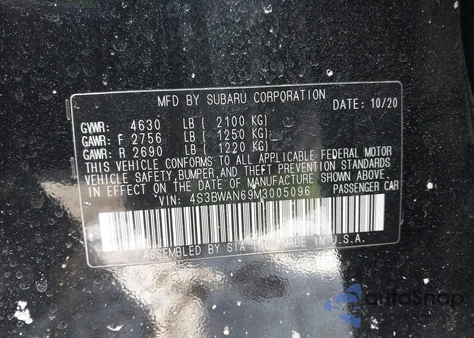 MFD BY SUBARU CORPORATION
DATE: 10/20
GVWR: 4630 LB ( 2100 KG)
GAWR: F 2756 LB ( 1250 KG)
GAWR: R 2690 LB ( 1220 KG)
THIS VEHICLE CONFORMS TO ALL APPLICABLE FEDERAL MOTOR
VEHICLE SAFETY, BUMPER, AND THEFT PREVENTION STANDARDS
IN EFFECT ON THE DATE OF MANUFACTURE SHOWN ABOVE.
VIN: 4S3BWAN69M3005096 PASSENGER CAR
ASSEMBLED BY SIA MADE IN U.S.A.
autoSnap